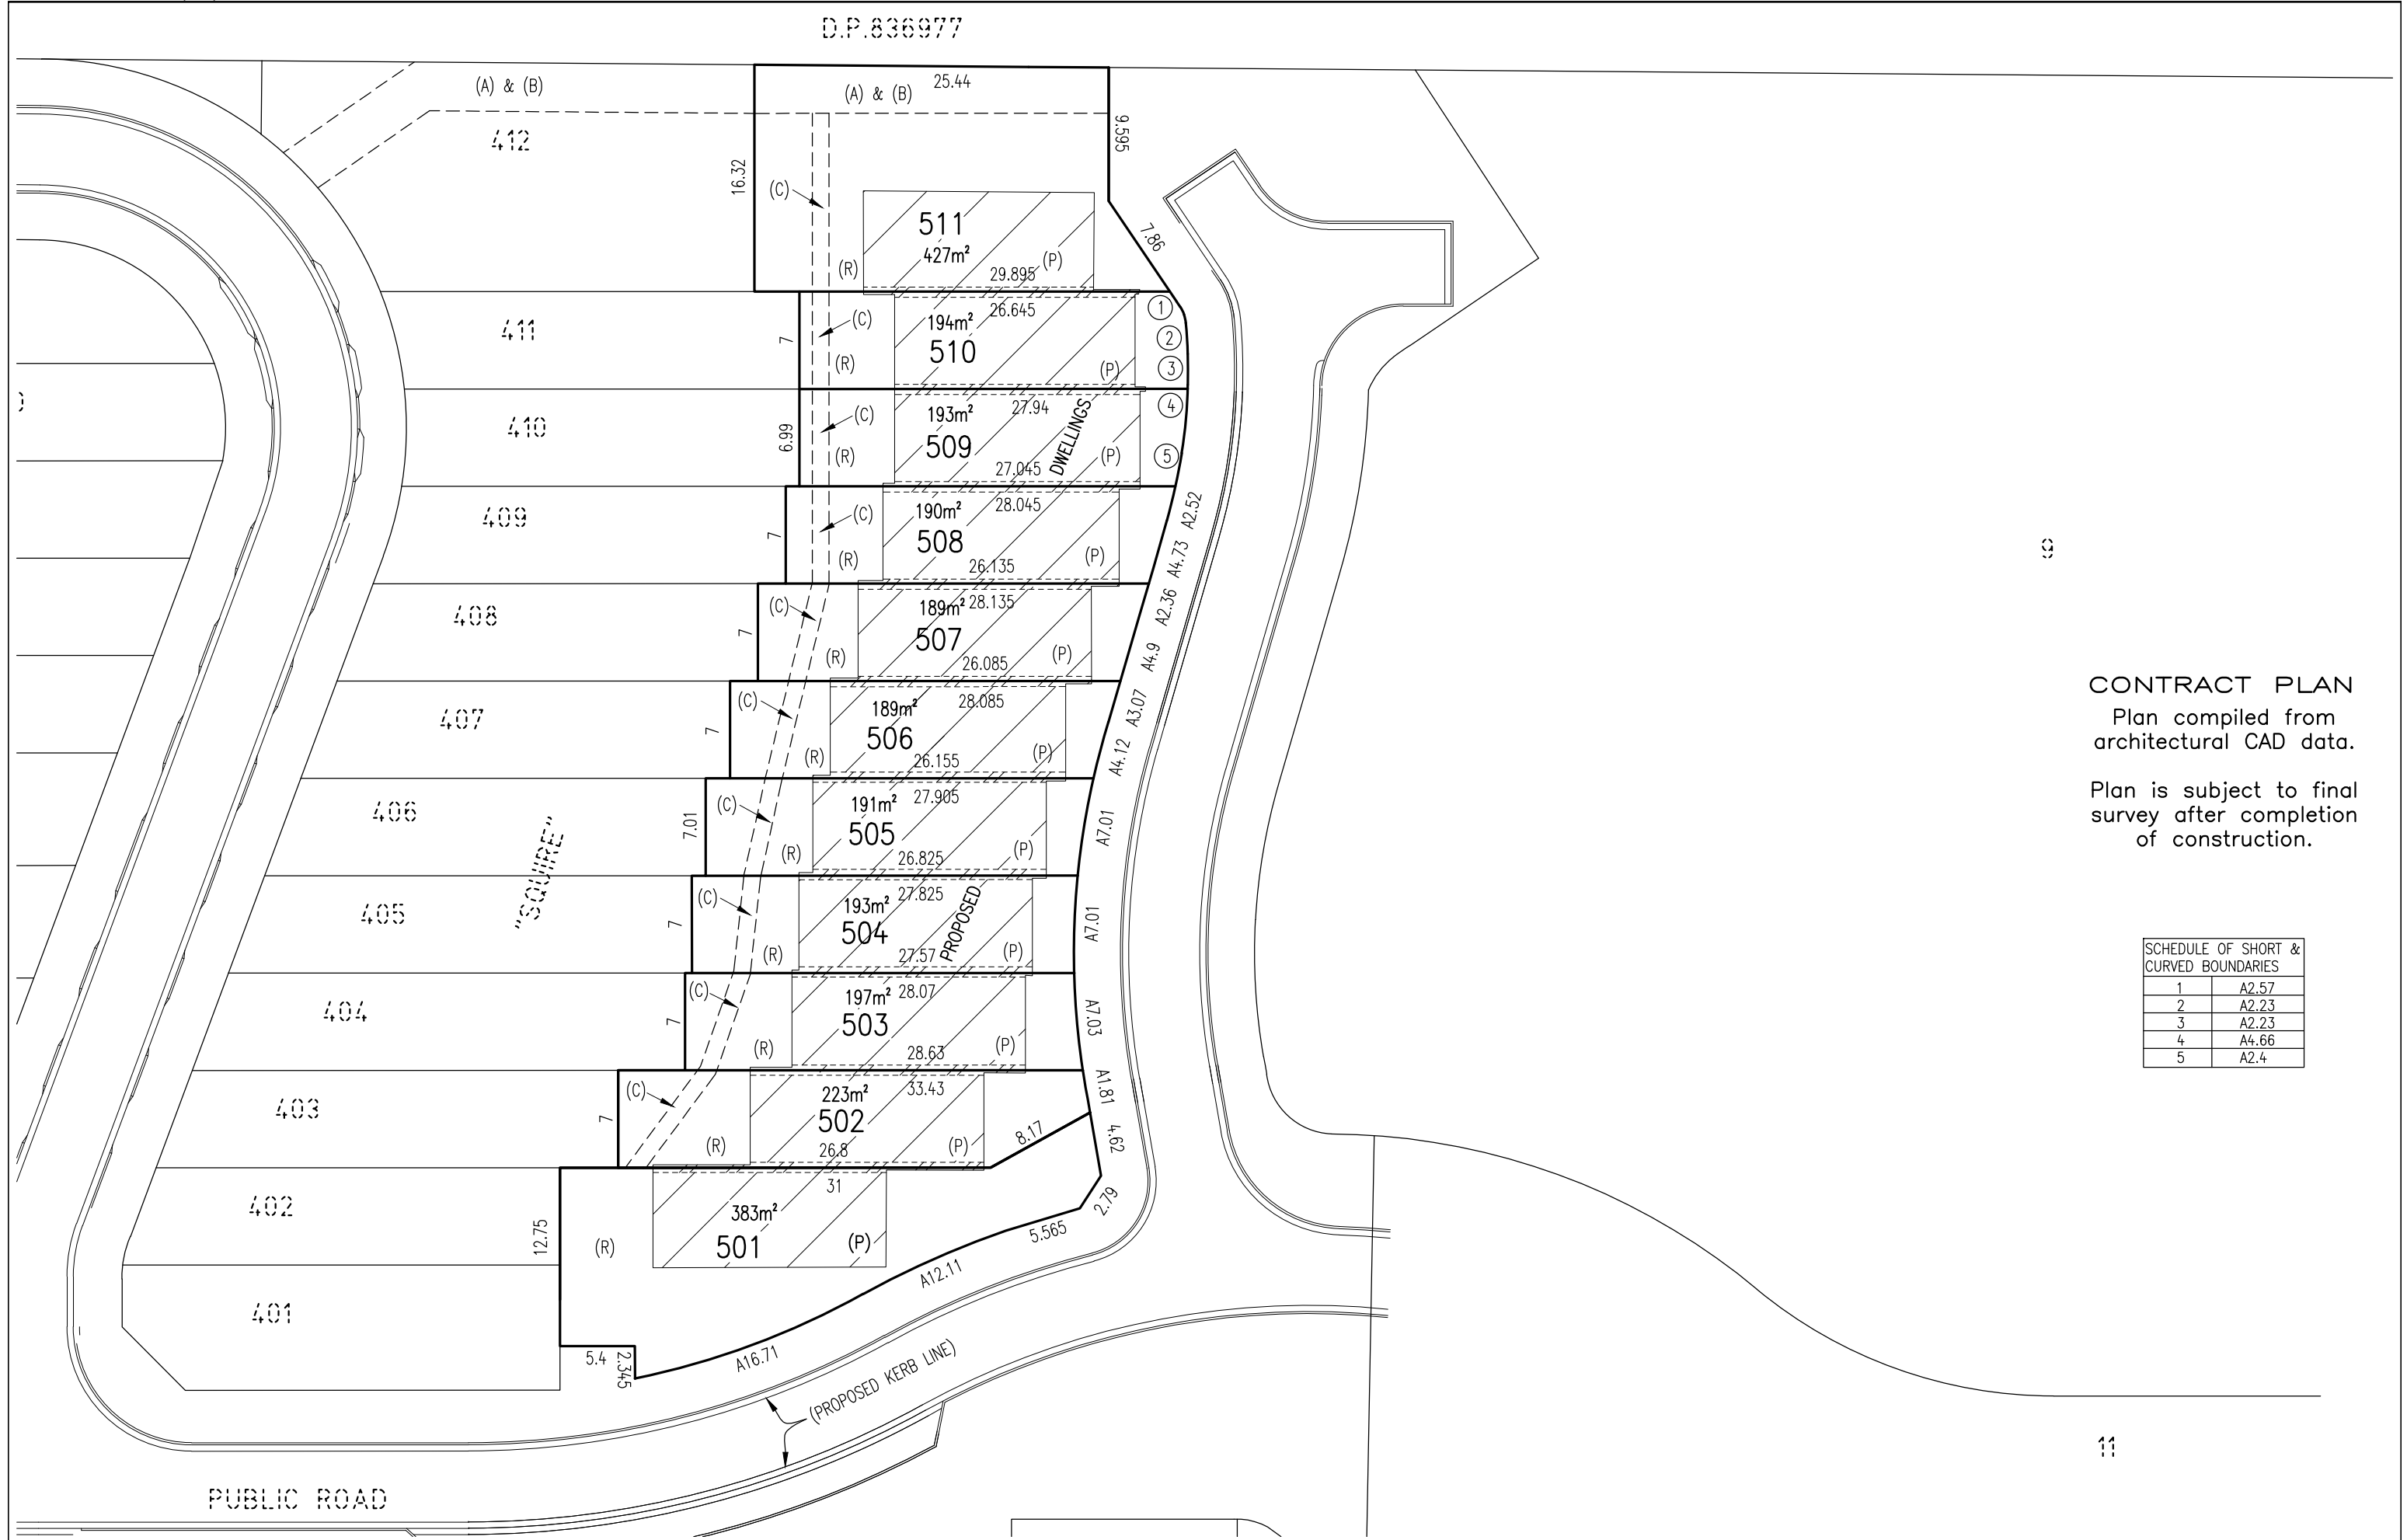 D.P.836977
(A) & (B)
(A) & (B)
25.44
412
16.32
9.595
(C)
511
427m²
(R)
(P)
29.895
7.86
411
7
(C)
(R)
194m²
510
26.645
(P)
1
2
3
410
6.99
(C)
(R)
193m²
509
27.94
27.045
DWELLINGS
(P)
4
5
409
7
(C)
(R)
190m²
508
28.045
26.135
(P)
A2.52
A4.73
408
7
(C)
(R)
189m²
507
28.135
26.085
(P)
A2.36
A4.9
407
7
(C)
(R)
189m²
506
28.085
26.155
(P)
A3.07
A4.12
406
7.01
(C)
(R)
191m²
505
27.905
26.825
(P)
A7.01
"SQUIRE"
405
7
(C)
(R)
193m²
504
27.825
27.57
PROPOSED
(P)
A7.01
404
7
(C)
(R)
197m²
503
28.07
28.63
(P)
A7.03
403
7
(C)
(R)
223m²
502
33.43
26.8
(P)
8.17
A1.81
4.62
402
12.75
(R)
31
383m²
501
(P)
2.79
5.565
A12.11
401
5.4
2.345
A16.71
(PROPOSED KERB LINE)
PUBLIC ROAD
9
11
CONTRACT PLAN
Plan compiled from
architectural CAD data.
Plan is subject to final
survey after completion
of construction.
SCHEDULE OF SHORT &
CURVED BOUNDARIES
1 A2.57
2 A2.23
3 A2.23
4 A4.66
5 A2.4